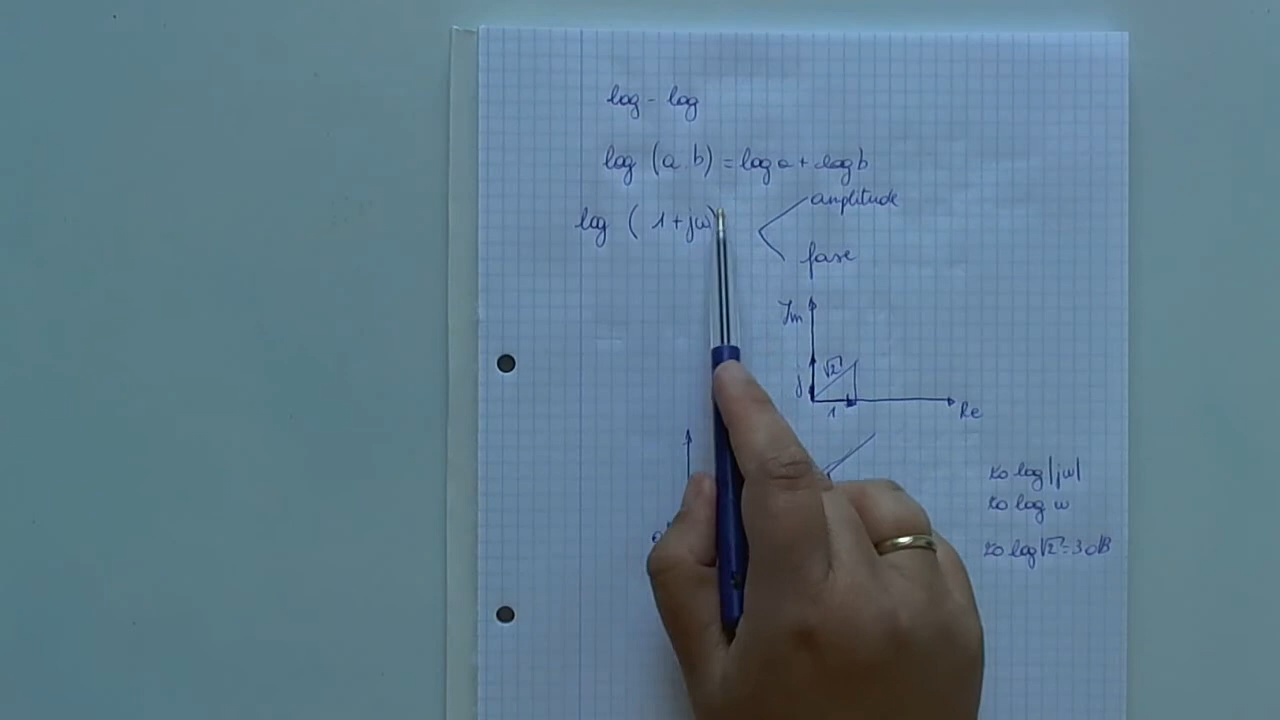 log - log
log (a.b) = log a + log b
log ( 1 + jω)
amplitude
fase
Im
√2
j
1
Re
20 log |jω|
20 log ω
20 log √2 = 3 dB